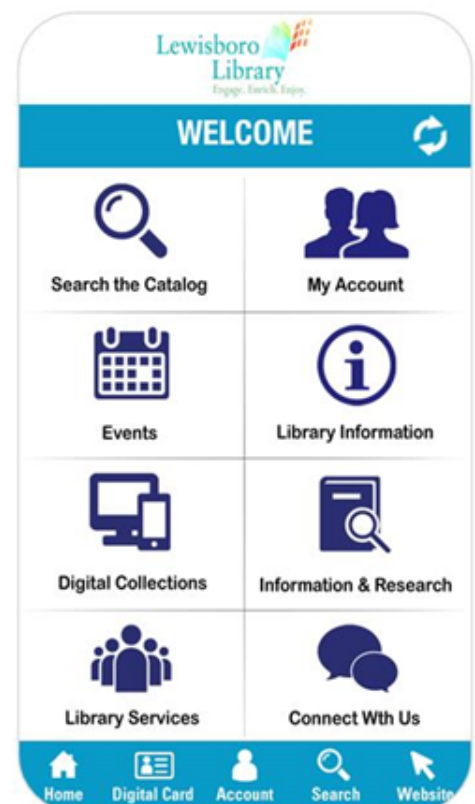 Lewisboro
Library
Engage. Enrich. Enjoy.
WELCOME
Search the Catalog
My Account
Events
Library Information
Digital Collections
Information & Research
Library Services
Connect Wth Us
Home Digital Card Account Search Website